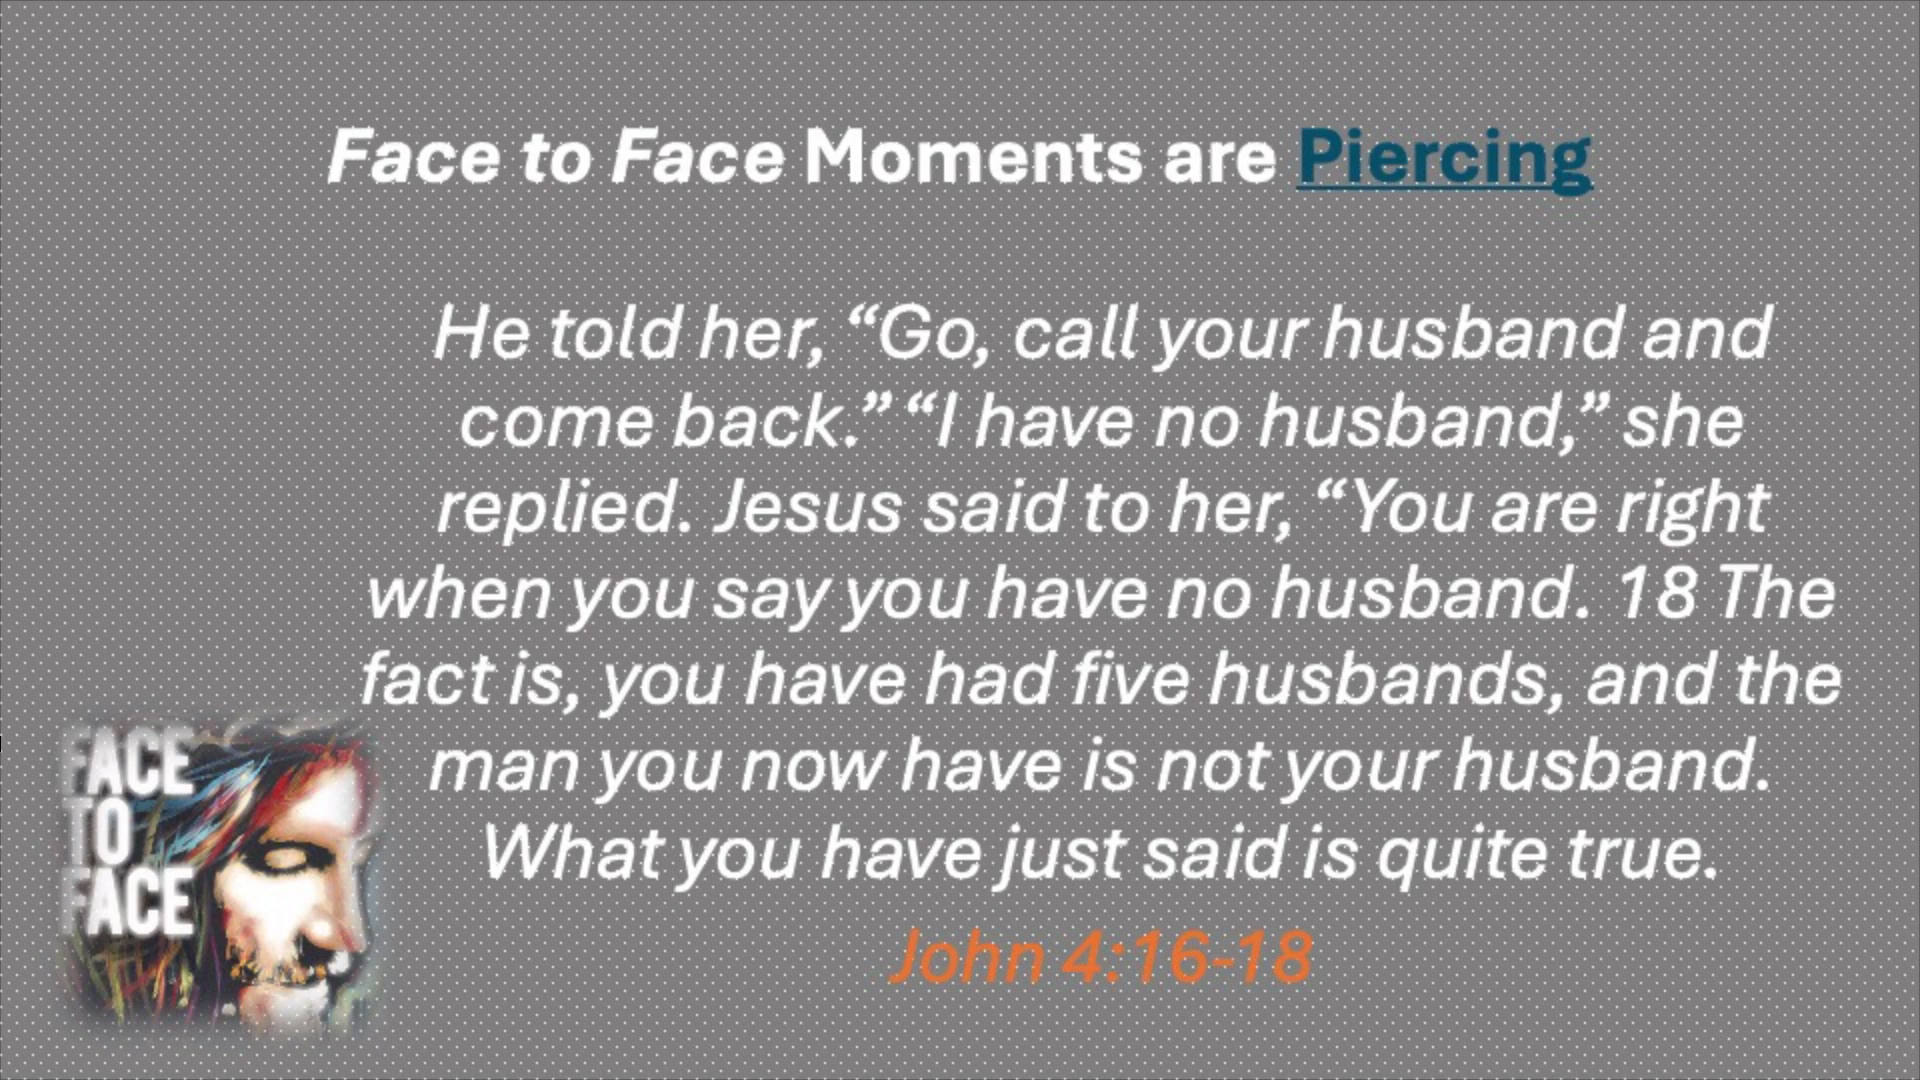 Face to Face Moments are Piercing
He told her, “Go, call your husband and
come back.” “I have no husband,” she
replied. Jesus said to her, “You are right
when you say you have no husband. 18 The
fact is, you have had five husbands, and the
man you now have is not your husband.
What you have just said is quite true.
John 4:16-18
FACE
TO
FACE